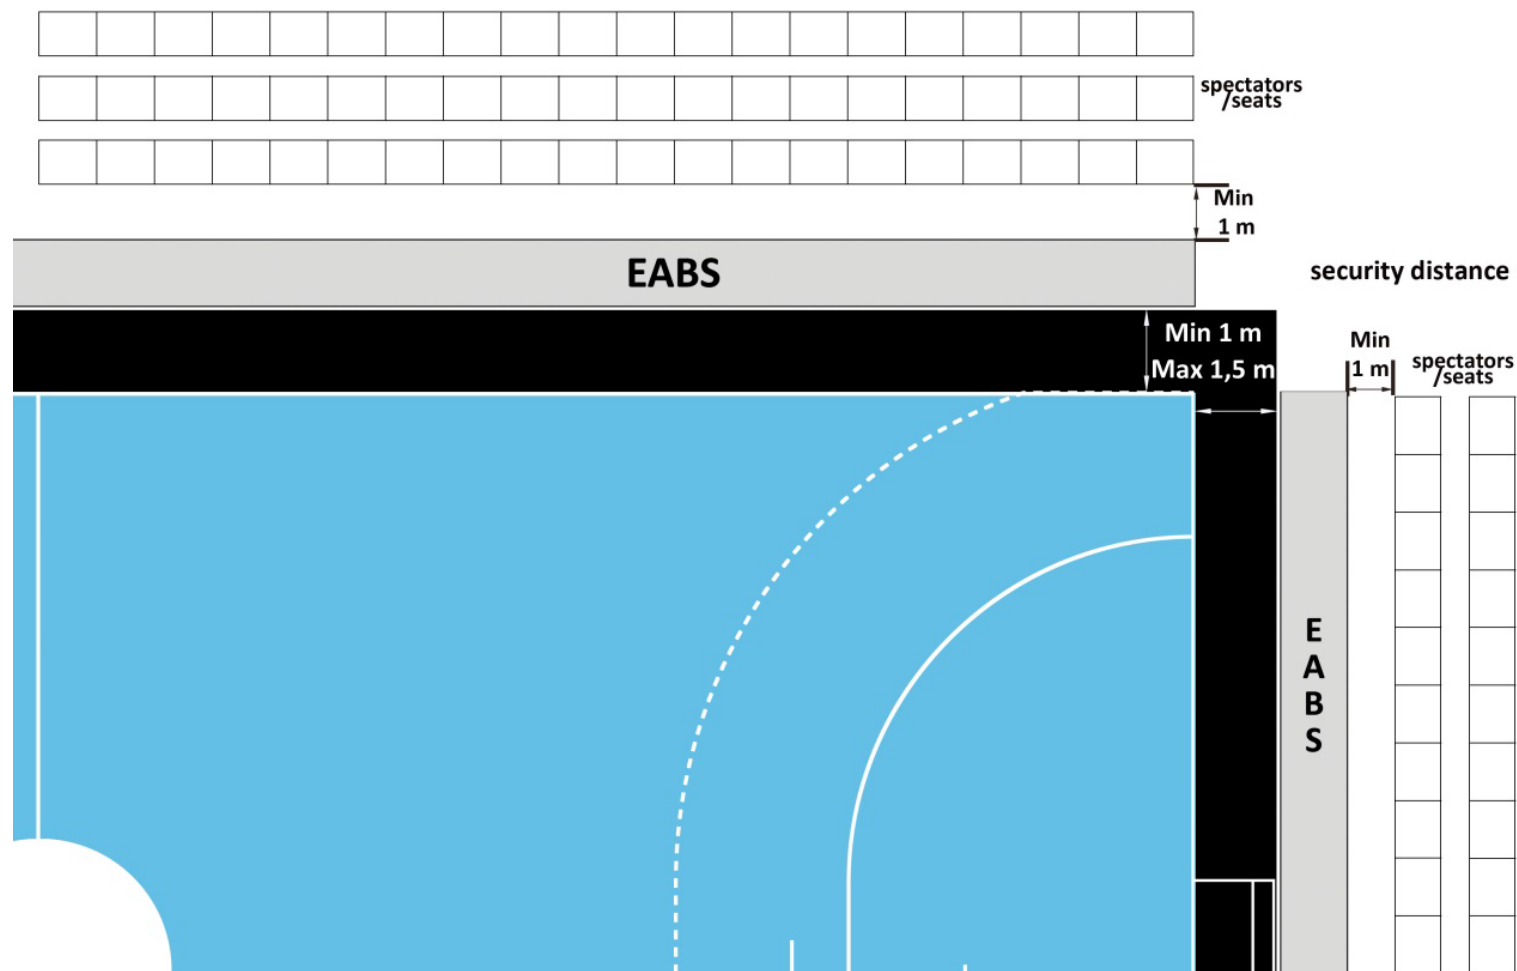 spectators
/seats
Min
1 m
EABS
security distance
Min 1 m
Max 1,5 m
Min
1 m
spectators
/seats
E
A
B
S